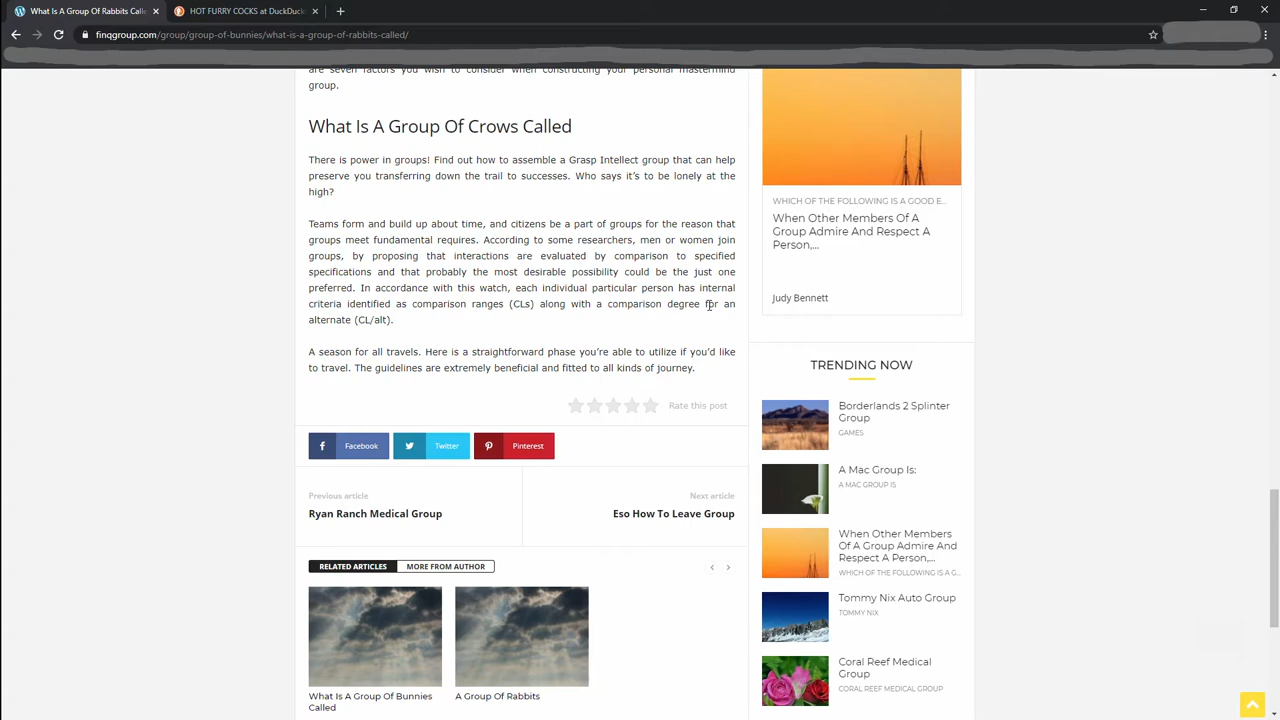 What Is A Group Of Rabbits Calle
HOT FURRY COCKS at DuckDuck
finqgroup.com/group/group-of-bunnies/what-is-a-group-of-rabbits-called/
are seven factors you wish to consider when constructing your personal mastermind
group.
What Is A Group Of Crows Called
There is power in groups! Find out how to assemble a Grasp Intellect group that can help
preserve you transferring down the trail to successes. Who says it's to be lonely at the
high?
Teams form and build up about time, and citizens be a part of groups for the reason that
groups meet fundamental requires. According to some researchers, men or women join
groups, by proposing that interactions are evaluated by comparison to specified
specifications and that probably the most desirable possibility could be the just one
preferred. In accordance with this watch, each individual particular person has internal
criteria identified as comparison ranges (CLs) along with a comparison degree for an
alternate (CL/alt).
A season for all travels. Here is a straightforward phase you're able to utilize if you'd like
to travel. The guidelines are extremely beneficial and fitted to all kinds of journey.
Rate this post
Facebook
Twitter
Pinterest
Previous article
Ryan Ranch Medical Group
Next article
Eso How To Leave Group
RELATED ARTICLES
MORE FROM AUTHOR
What Is A Group Of Bunnies
Called
A Group Of Rabbits
WHICH OF THE FOLLOWING IS A GOOD E...
When Other Members Of A
Group Admire And Respect A
Person,...
Judy Bennett
TRENDING NOW
Borderlands 2 Splinter
Group
GAMES
A Mac Group Is:
A MAC GROUP IS
When Other Members
Of A Group Admire And
Respect A Person,...
WHICH OF THE FOLLOWING IS A G...
Tommy Nix Auto Group
TOMMY NIX
Coral Reef Medical
Group
CORAL REEF MEDICAL GROUP